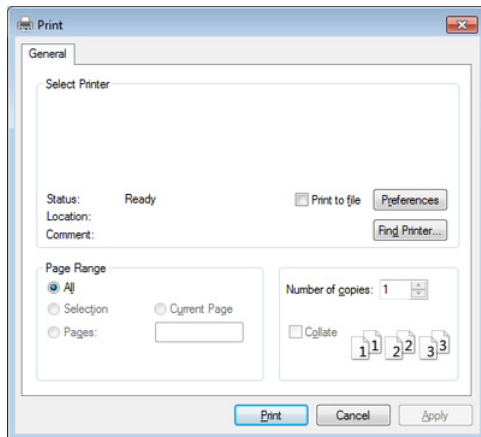 Print
General
Select Printer
Status: Ready
Print to file
Preferences
Location:
Comment:
Find Printer...
Page Range
All
Selection
Current Page
Pages:
Number of copies: 1
Collate
1 1 2 2 3 3
Print
Cancel
Apply